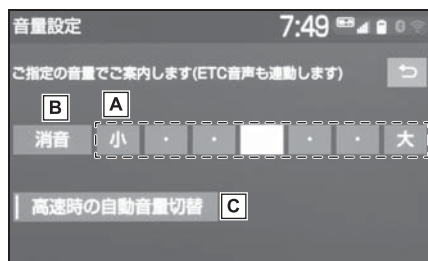 音量設定 7:49
ご指定の音量でご案内します(ETC音声も連動します)
B A
消音 小 · · · · 大
高速時の自動音量切替 C